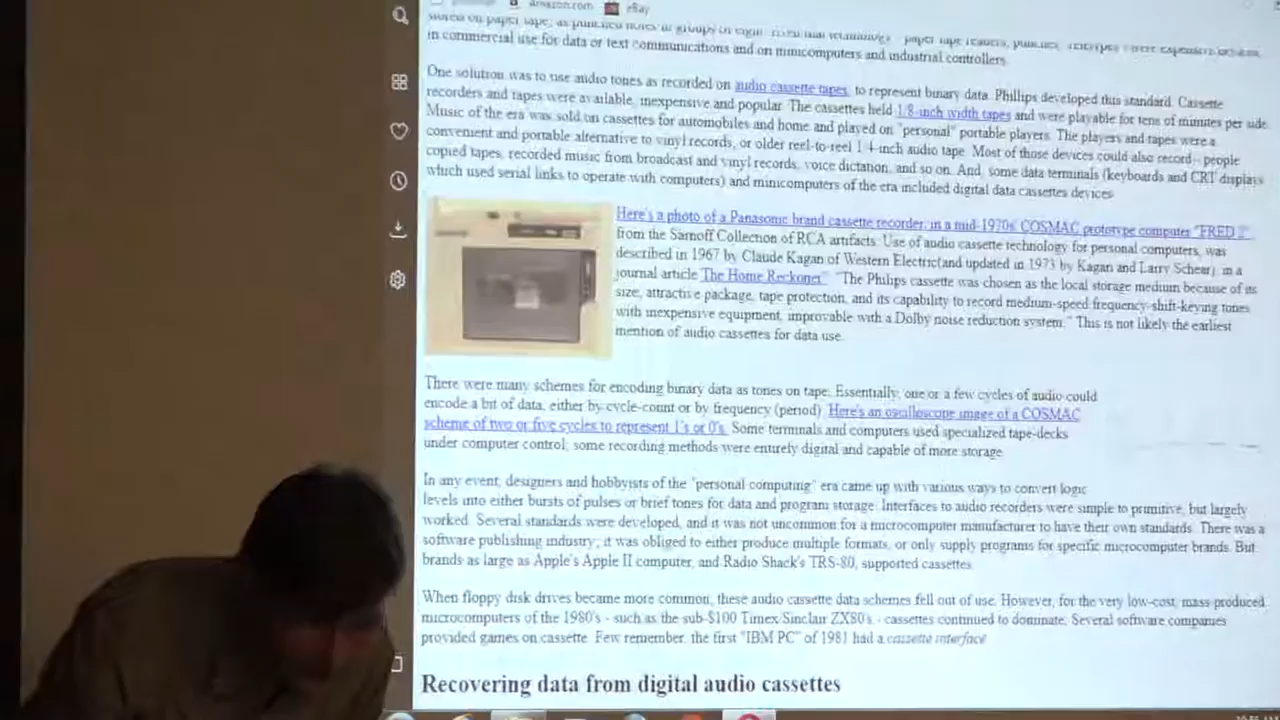 amazon.com eBay
stored on paper tape, as punched holes in groups of eight. Even that technology - paper tape readers, punches, teletypes - were expensive
in commercial use for data or text communications and on minicomputers and industrial controllers.
One solution was to use audio tones as recorded on audio cassette tapes, to represent binary data. Phillips developed this standard. Cassette
recorders and tapes were available, inexpensive and popular. The cassettes held 1/8-inch width tapes and were playable for tens of minutes per side.
Music of the era was sold on cassettes for automobiles and home and played on "personal" portable players. The players and tapes were a
convenient and portable alternative to vinyl records, or older reel-to-reel 1/4-inch audio tape. Most of those devices could also record - people
copied tapes, recorded music from broadcast and vinyl records, voice dictation, and so on. And, some data terminals (keyboards and CRT displays
which used serial links to operate with computers) and minicomputers of the era included digital data cassettes devices.
Here's a photo of a Panasonic brand cassette recorder, in a mid-1970s COSMAC prototype computer "FRED 2"
from the Sarnoff Collection of RCA artifacts. Use of audio cassette technology for personal computers, was
described in 1967 by Claude Kagan of Western Electric(and updated in 1973 by Kagan and Larry Schear), in a
journal article The Home Reckoner". "The Philips cassette was chosen as the local storage medium because of its
size, attractive package, tape protection, and its capability to record medium-speed frequency-shift-keying tones
with inexpensive equipment, improvable with a Dolby noise reduction system." This is not likely the earliest
mention of audio cassettes for data use.
There were many schemes for encoding binary data as tones on tape. Essentially, one or a few cycles of audio could
encode a bit of data, either by cycle-count or by frequency (period). Here's an oscilloscope image of a COSMAC
scheme of two or five cycles to represent 1's or 0's. Some terminals and computers used specialized tape-decks
under computer control; some recording methods were entirely digital and capable of more storage.
In any event, designers and hobbyists of the "personal computing" era came up with various ways to convert logic
levels into either bursts of pulses or brief tones for data and program storage. Interfaces to audio recorders were simple to primitive, but largely
worked. Several standards were developed, and it was not uncommon for a microcomputer manufacturer to have their own standards. There was a
software publishing industry; it was obliged to either produce multiple formats, or only supply programs for specific microcomputer brands. But
brands as large as Apple's Apple II computer, and Radio Shack's TRS-80, supported cassettes.
When floppy disk drives became more common, these audio cassette data schemes fell out of use. However, for the very low-cost, mass-produced
microcomputers of the 1980's - such as the sub-$100 Timex/Sinclair ZX80's - cassettes continued to dominate. Several software companies
provided games on cassette. Few remember, the first "IBM PC" of 1981 had a cassette interface
Recovering data from digital audio cassettes